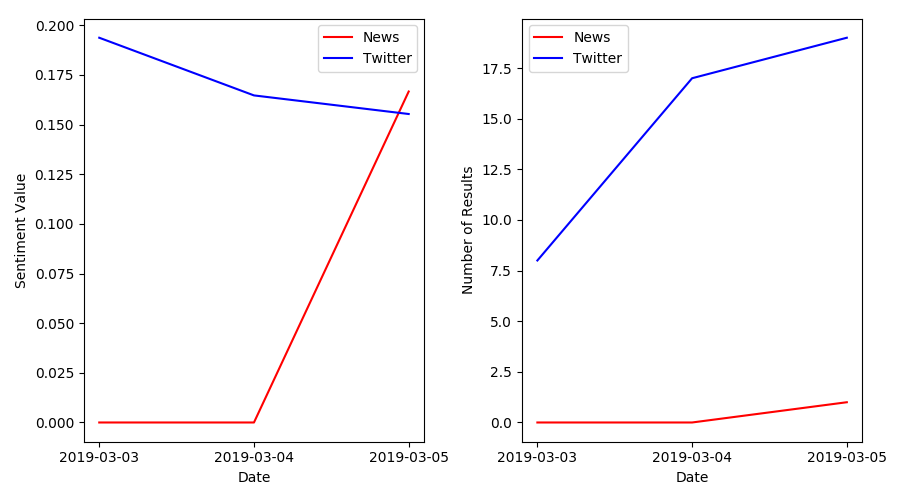 0.200
0.175
0.150
0.125
0.100
0.075
0.050
0.025
0.000
Sentiment Value
News
Twitter
2019-03-03 2019-03-04 2019-03-05
Date
17.5
15.0
12.5
10.0
7.5
5.0
2.5
0.0
Number of Results
News
Twitter
2019-03-03 2019-03-04 2019-03-05
Date